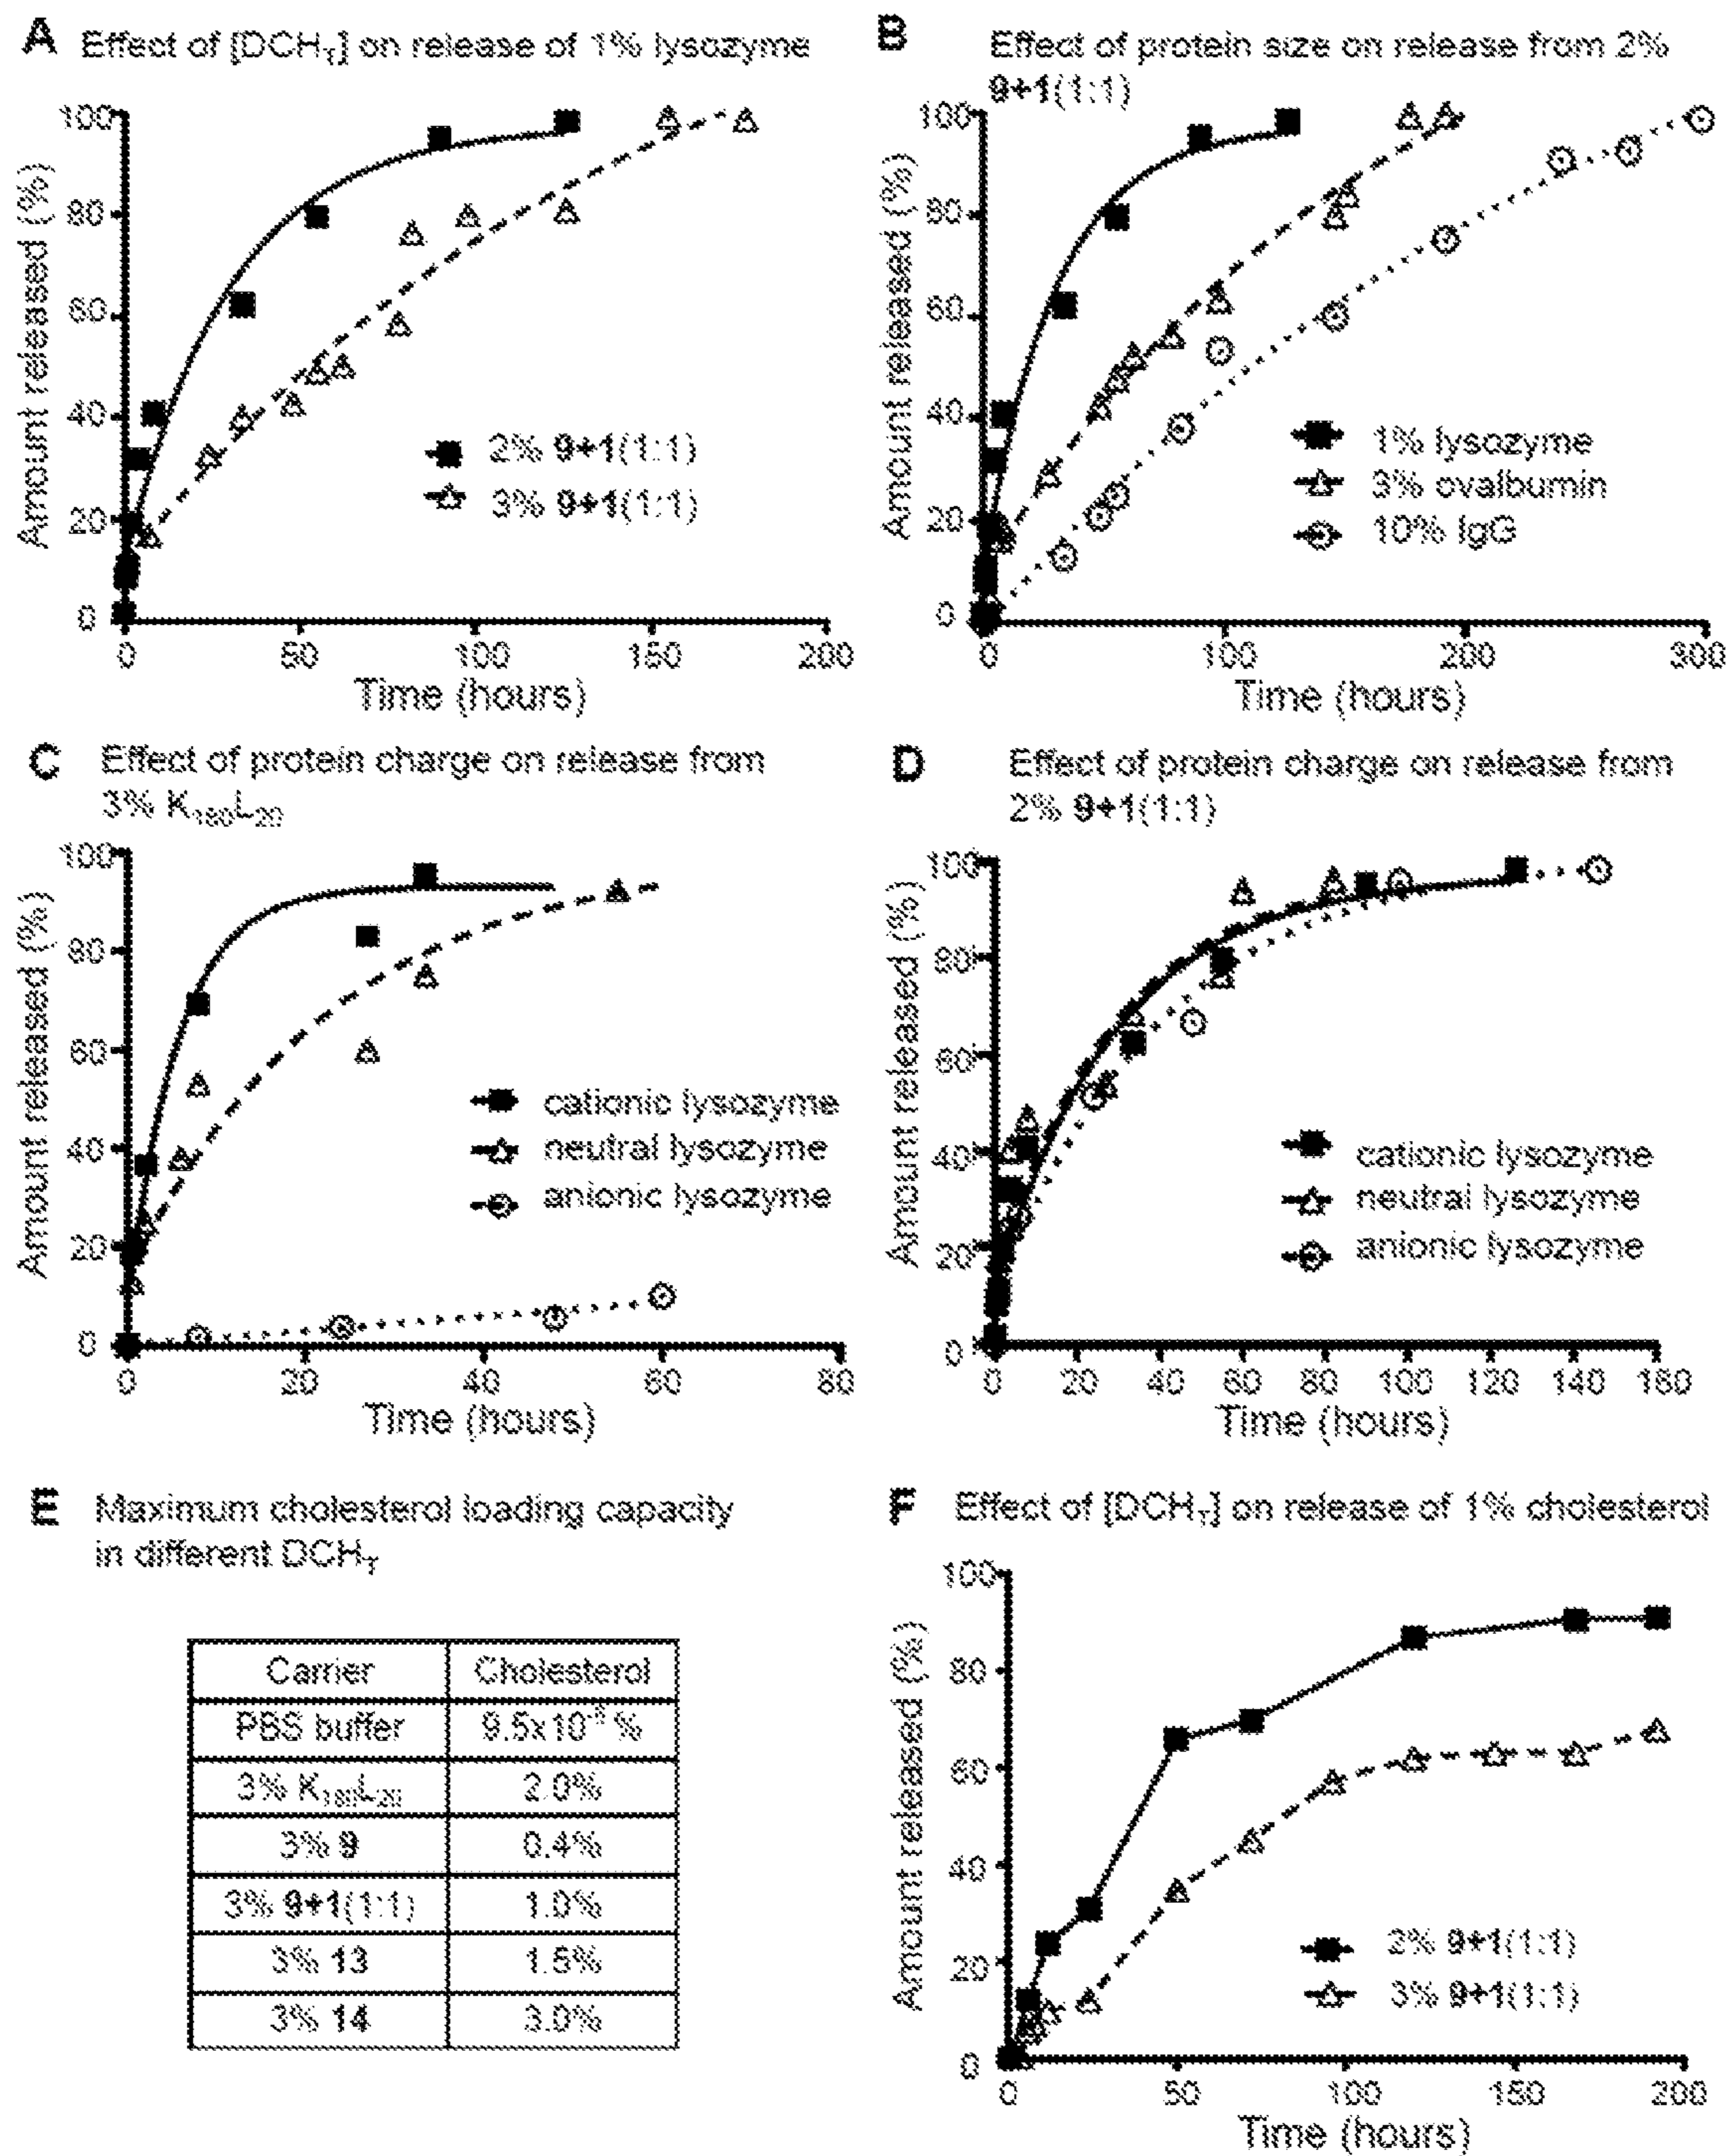 A Effect of [DCH_T] on release of 1% lysozyme
Amount released (%)
100
80
60
40
20
0
2% 9+1(1:1)
3% 9+1(1:1)
0 50 100 150 200
Time (hours)
B Effect of protein size on release from 2%
9+1(1:1)
Amount released (%)
100
80
60
40
20
0
1% lysozyme
3% ovalbumin
10% IgG
0 100 200 300
Time (hours)
C Effect of protein charge on release from
3% K₁₈₀L₂₀
Amount released (%)
100
80
60
40
20
0
cationic lysozyme
neutral lysozyme
anionic lysozyme
0 20 40 60 80
Time (hours)
D Effect of protein charge on release from
2% 9+1(1:1)
Amount released (%)
100
80
60
40
20
0
cationic lysozyme
neutral lysozyme
anionic lysozyme
0 20 40 60 80 100 120 140 160
Time (hours)
E Maximum cholesterol loading capacity
in different DCH_T
Carrier Cholesterol
PBS buffer
3% K₁₈₀L₂₀ 2.0%
3% 9 0.4%
3% 9+1(1:1) 1.0%
3% 13 1.5%
3% 14 3.0%
F Effect of [DCH_T] on release of 1% cholesterol
Amount released (%)
100
80
60
40
20
0
2% 9+1(1:1)
3% 9+1(1:1)
0 50 100 150 200
Time (hours)